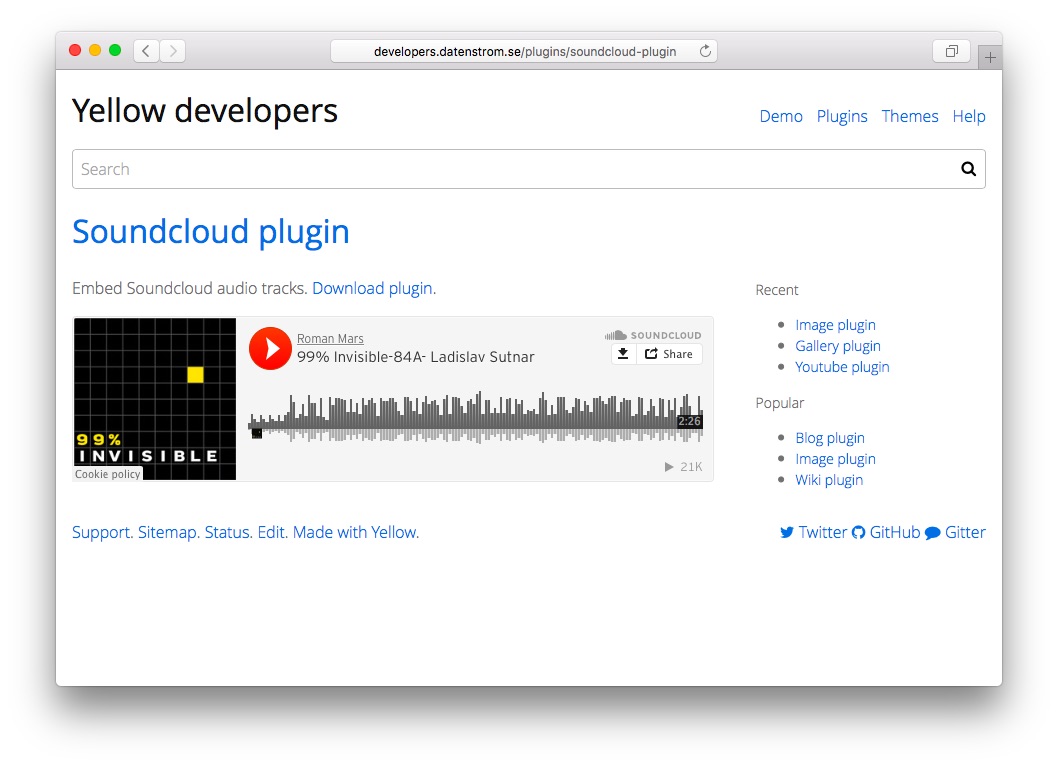 developers.datenstrom.se/plugins/soundcloud-plugin
Yellow developers
Demo Plugins Themes Help
Search
Soundcloud plugin
Embed Soundcloud audio tracks. Download plugin.
99%
INVISIBLE
Cookie policy
Roman Mars
99% Invisible-84A- Ladislav Sutnar
SOUNDCLOUD
Share
2:26
21K
Recent
Image plugin
Gallery plugin
Youtube plugin
Popular
Blog plugin
Image plugin
Wiki plugin
Support. Sitemap. Status. Edit. Made with Yellow.
Twitter GitHub Gitter